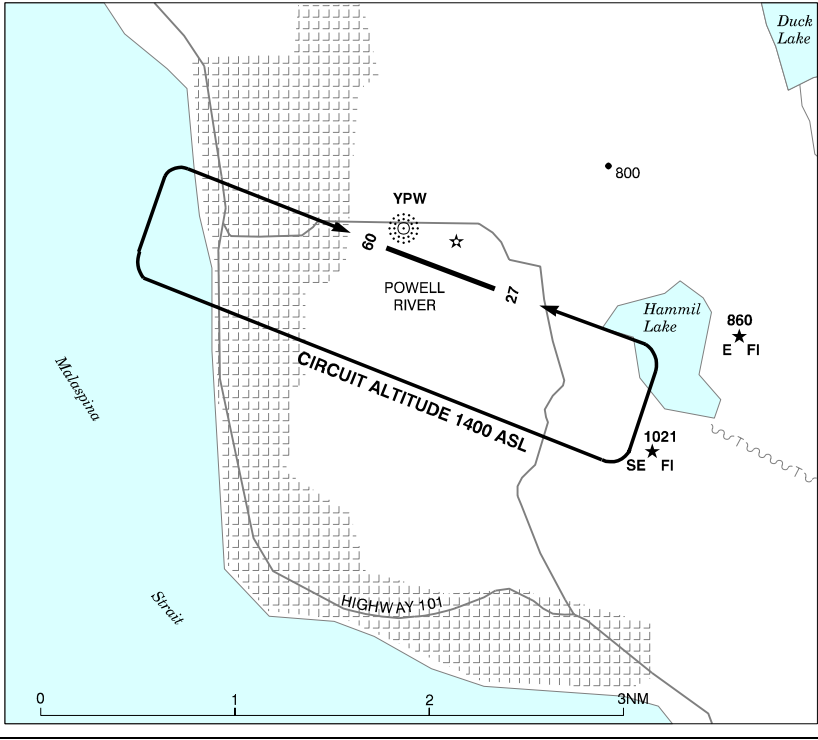 Duck
Lake
800
YPW
09
POWELL
RIVER
27
Hammil
Lake
860
E FI
CIRCUIT ALTITUDE 1400 ASL
1021
SE FI
Malaspina
Strait
HIGHWAY 101
0 1 2 3NM